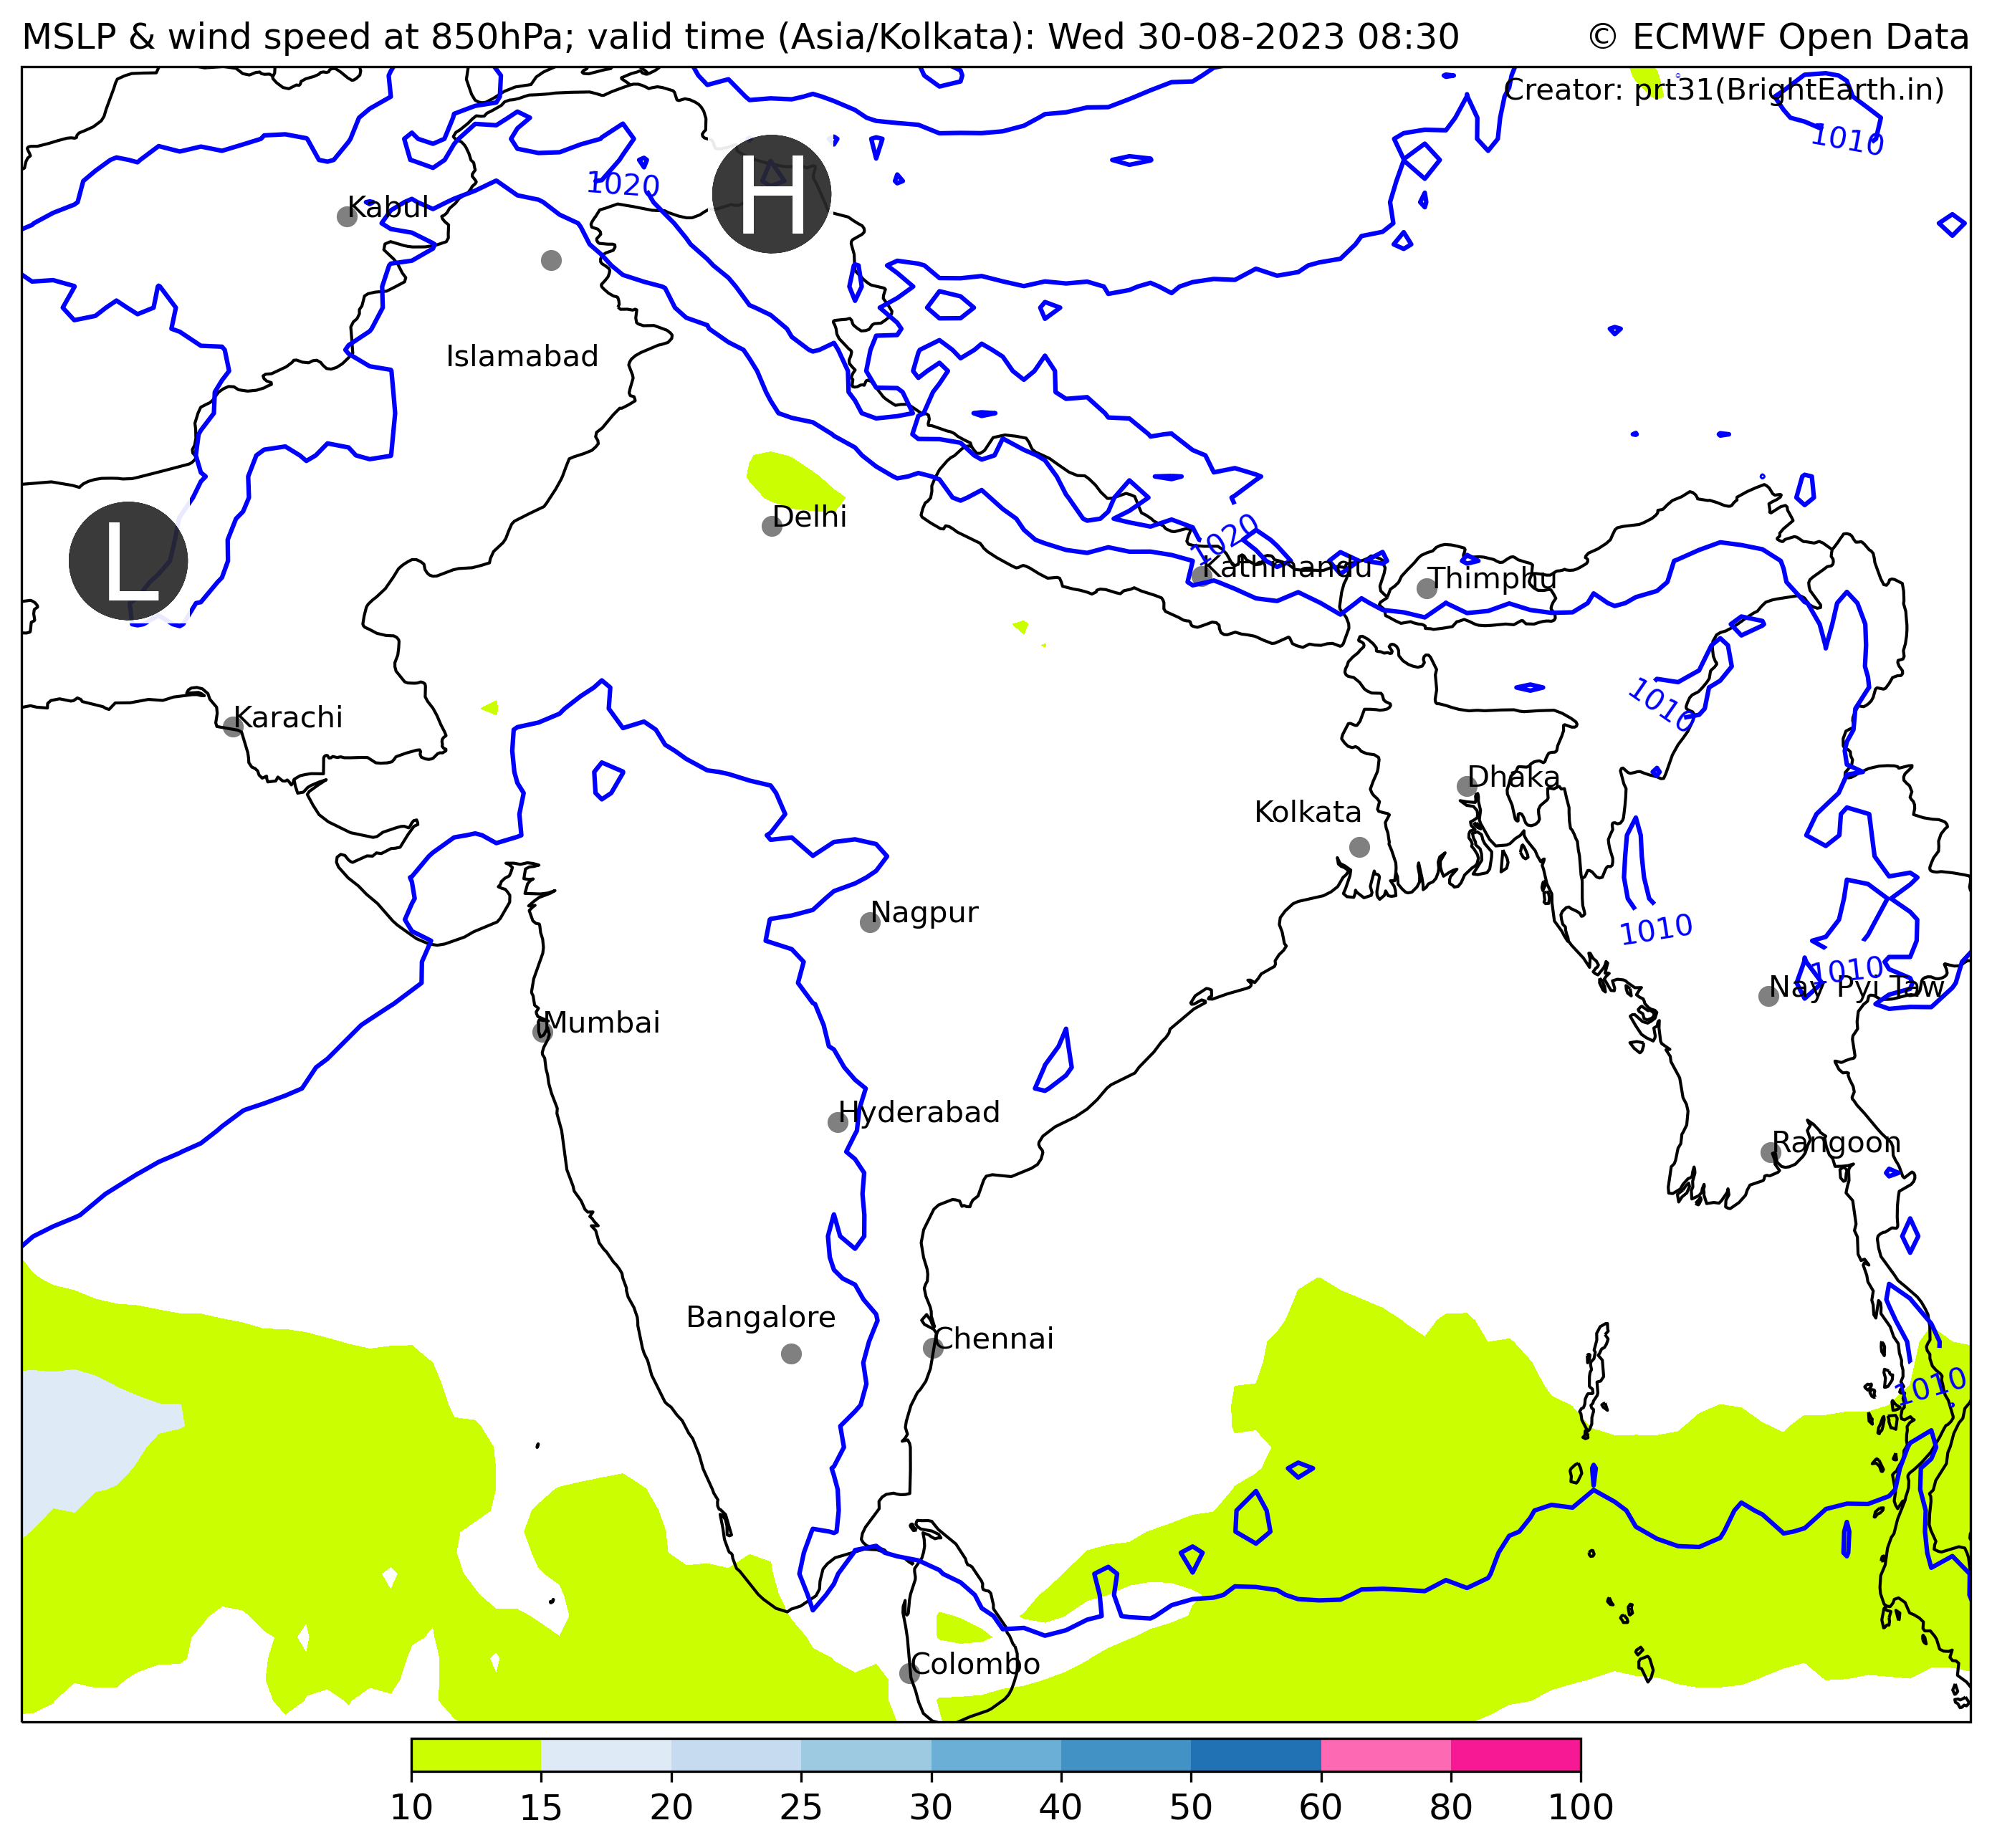 MSLP & wind speed at 850hPa; valid time (Asia/Kolkata): Wed 30-08-2023 08:30 © ECMWF Open Data
Creator: prt31(BrightEarth.in)
1010
1020
H
Kabul
Islamabad
Delhi
1020
Kathmandu
Thimphu
L
1010
Karachi
Dhaka
Kolkata
Nagpur
1010
1010
Nay Pyi Taw
Mumbai
Hyderabad
Rangoon
Bangalore
Chennai
1010
Colombo
10 15 20 25 30 40 50 60 80 100